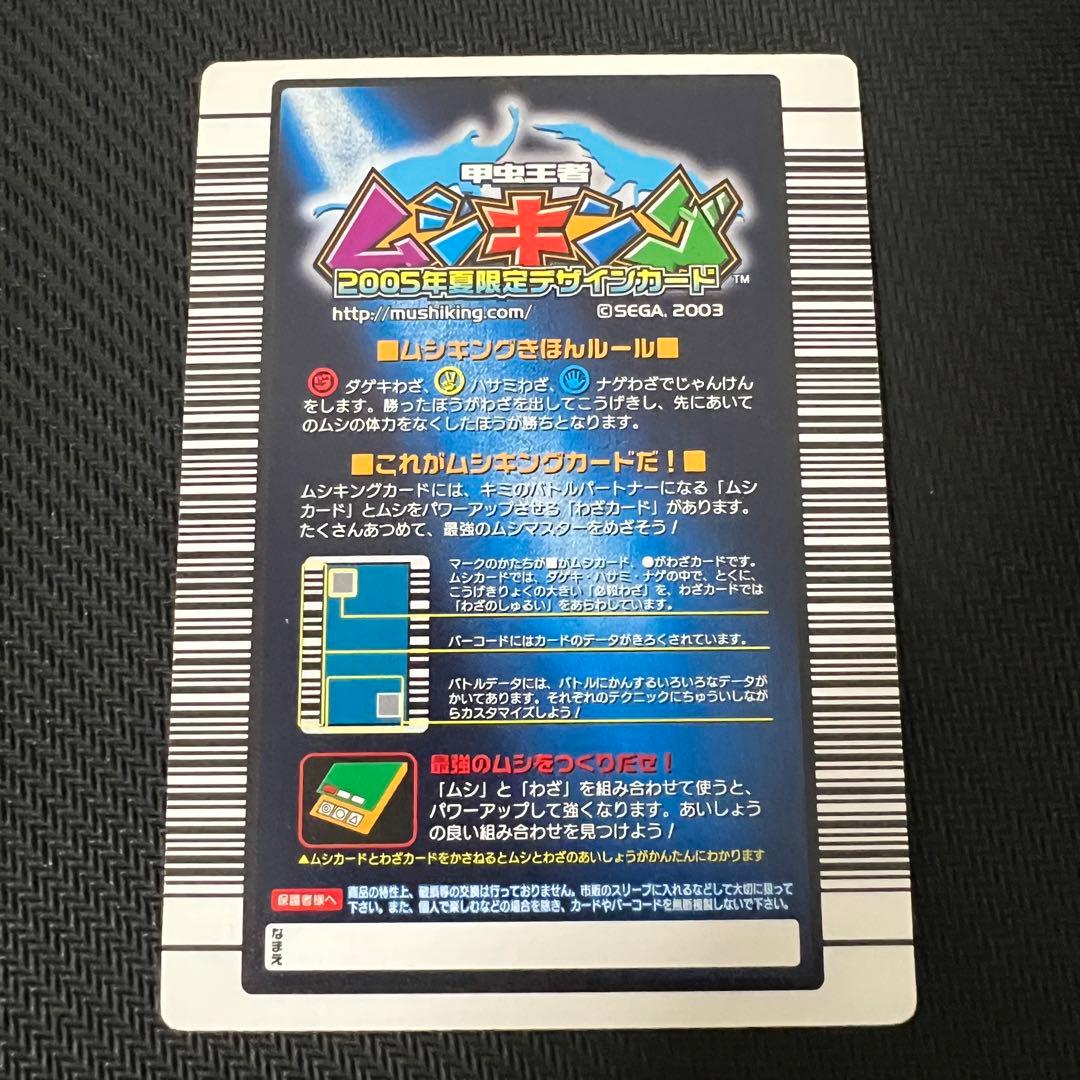 甲虫王者
ムシキング
2005年夏限定デザインカード TM
http://mushiking.com/ ©SEGA, 2003
■ムシキングきほんルール■
ダゲキわざ、 ハサミわざ、 ナゲわざでじゃんけん
をします。勝ったほうがわざを出してこうげきし、先にあいて
のムシの体力をなくしたほうが勝ちとなります。
■これがムシキングカードだ！■
ムシキングカードには、キミのバトルパートナーになる「ムシ
カード」とムシをパワーアップさせる「わざカード」があります。
たくさんあつめて、最強のムシマスターをめざそう！
マークのかたちが■がムシカード、●がわざカードです。
ムシカードでは、ダゲキ・ハサミ・ナゲの中で、とくに、
こうげきりょくの大きい「必殺わざ」を、わざカードでは
「わざのしゅるい」をあらわしています。
バーコードにはカードのデータがきろくされています。
バトルデータには、バトルにかんするいろいろなデータが
かいてあります。それぞれのテクニックにちゅういしなが
らカスタマイズしよう！
最強のムシをつくりだせ！
「ムシ」と「わざ」を組み合わせて使うと、
パワーアップして強くなります。あいしょう
の良い組み合わせを見つけよう！
▲ムシカードとわざカードをかさねるとムシとわざのあいしょうがかんたんにわかります
保護者様へ 商品の特性上、破損等の交換は行っておりません。市販のスリーブに入れるなどして大切に扱って
下さい。また、個人で楽しむなどの場合を除き、カードやバーコードを無断複製しないで下さい。
なまえ